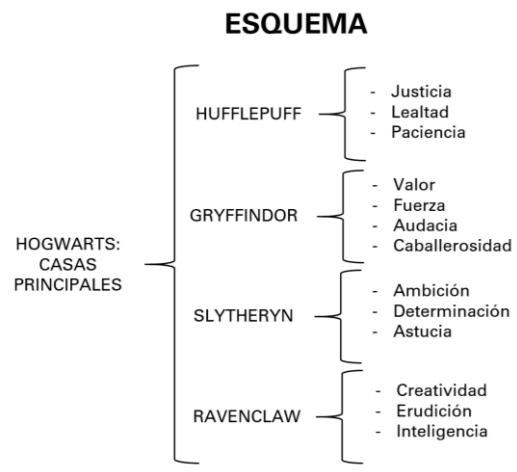 ESQUEMA
HOGWARTS:
CASAS
PRINCIPALES
HUFFLEPUFF
- Justicia
- Lealtad
- Paciencia
GRYFFINDOR
- Valor
- Fuerza
- Audacia
- Caballerosidad
SLYTHERYN
- Ambición
- Determinación
- Astucia
RAVENCLAW
- Creatividad
- Erudición
- Inteligencia